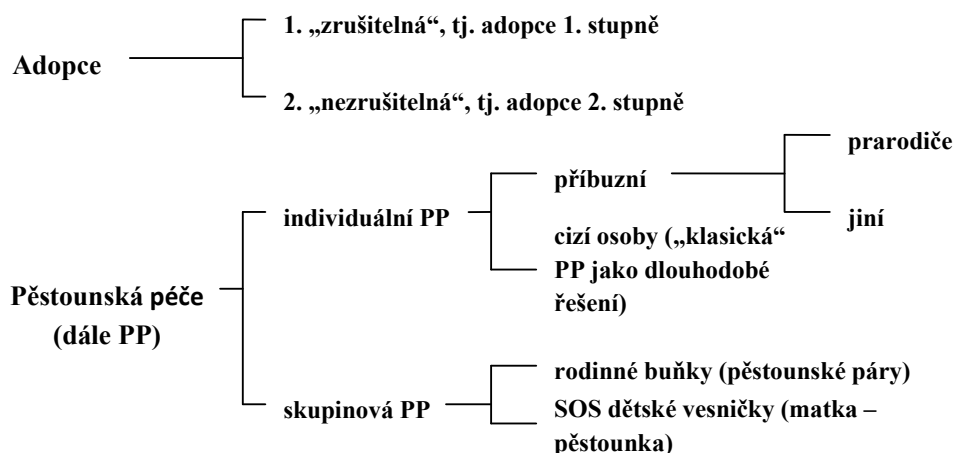 Adopce
1. „zrušitelná“, tj. adopce 1. stupně
2. „nezrušitelná“, tj. adopce 2. stupně
Pěstounská péče
(dále PP)
individuální PP
příbuzní
prarodiče
jiní
cizí osoby („klasická“
PP jako dlouhodobé
řešení)
skupinová PP
rodinné buňky (pěstounské páry)
SOS dětské vesničky (matka –
pěstounka)